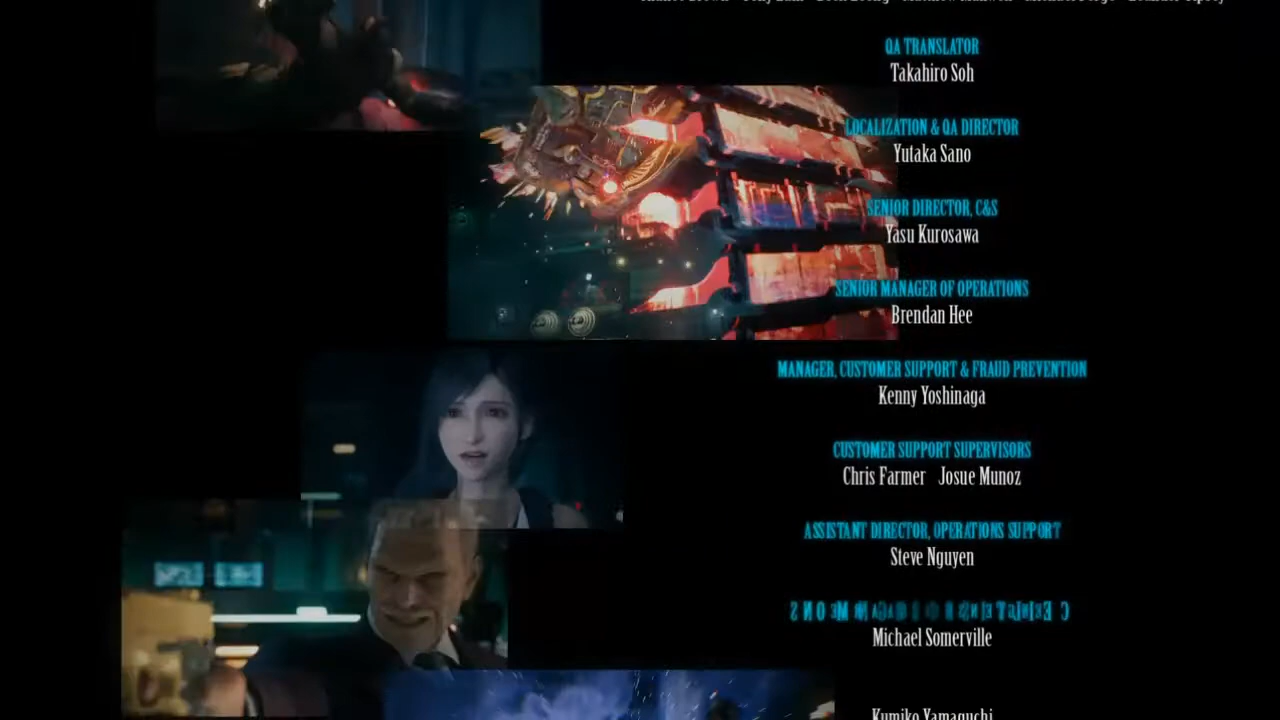 QA TRANSLATOR
Takahiro Soh
LOCALIZATION & QA DIRECTOR
Yutaka Sano
SENIOR DIRECTOR, C&S
Yasu Kurosawa
SENIOR MANAGER OF OPERATIONS
Brendan Hee
MANAGER, CUSTOMER SUPPORT & FRAUD PREVENTION
Kenny Yoshinaga
CUSTOMER SUPPORT SUPERVISORS
Chris Farmer Josue Munoz
ASSISTANT DIRECTOR, OPERATIONS SUPPORT
Steve Nguyen
Michael Somerville
Kumiko Yamaguchi